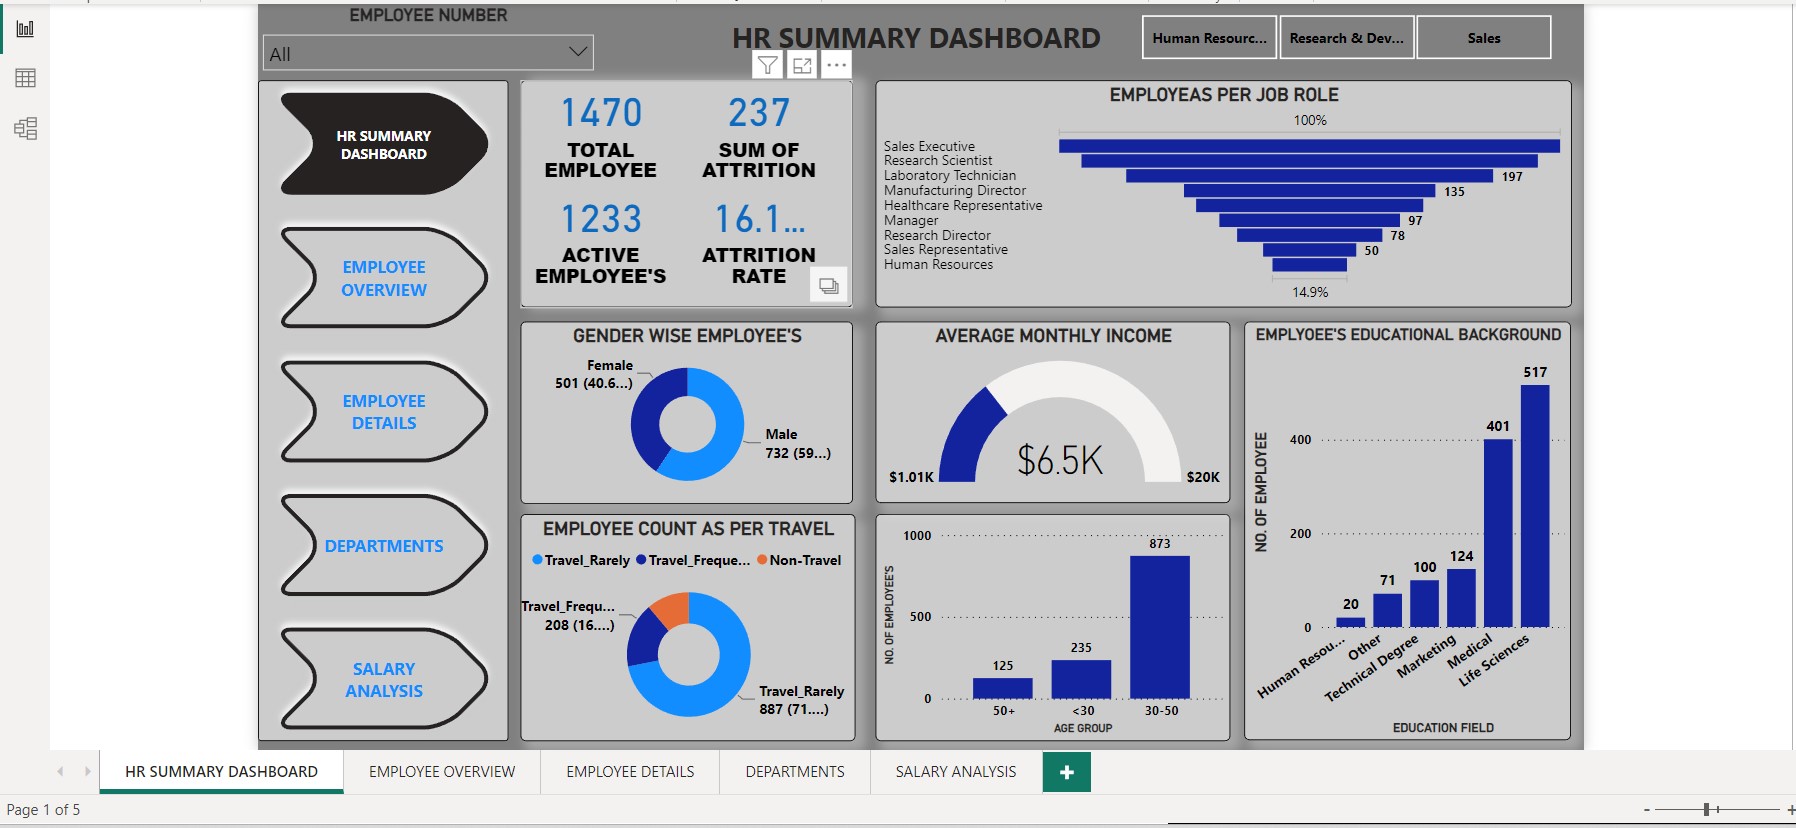 EMPLOYEE NUMBER
All
HR SUMMARY DASHBOARD
Human Resourc...
Research & Dev...
Sales
HR SUMMARY
DASHBOARD
EMPLOYEE
OVERVIEW
EMPLOYEE
DETAILS
DEPARTMENTS
SALARY
ANALYSIS
1470
TOTAL
EMPLOYEE
237
SUM OF
ATTRITION
1233
ACTIVE
EMPLOYEE'S
16.1...
ATTRITION
RATE
EMPLOYEAS PER JOB ROLE
100%
Sales Executive
Research Scientist
Laboratory Technician
197
Manufacturing Director
135
Healthcare Representative
Manager
97
Research Director
78
Sales Representative
50
Human Resources
14.9%
GENDER WISE EMPLOYEE'S
Female
501 (40.6...)
Male
732 (59...)
AVERAGE MONTHLY INCOME
$6.5K
$1.01K
$20K
EMPLYOEE'S EDUCATIONAL BACKGROUND
NO. OF EMPLOYEE
400
200
0
20
71
100
124
401
517
Human Resou...
Other
Technical Degree
Marketing
Medical
Life Sciences
EDUCATION FIELD
EMPLOYEE COUNT AS PER TRAVEL
Travel_Rarely
Travel_Freque...
Non-Travel
Travel_Frequ...
208 (16....)
Travel_Rarely
887 (71....)
NO. OF EMPLOYEE'S
1000
500
0
125
235
873
50+
<30
30-50
AGE GROUP
HR SUMMARY DASHBOARD
EMPLOYEE OVERVIEW
EMPLOYEE DETAILS
DEPARTMENTS
SALARY ANALYSIS
+
Page 1 of 5
- +